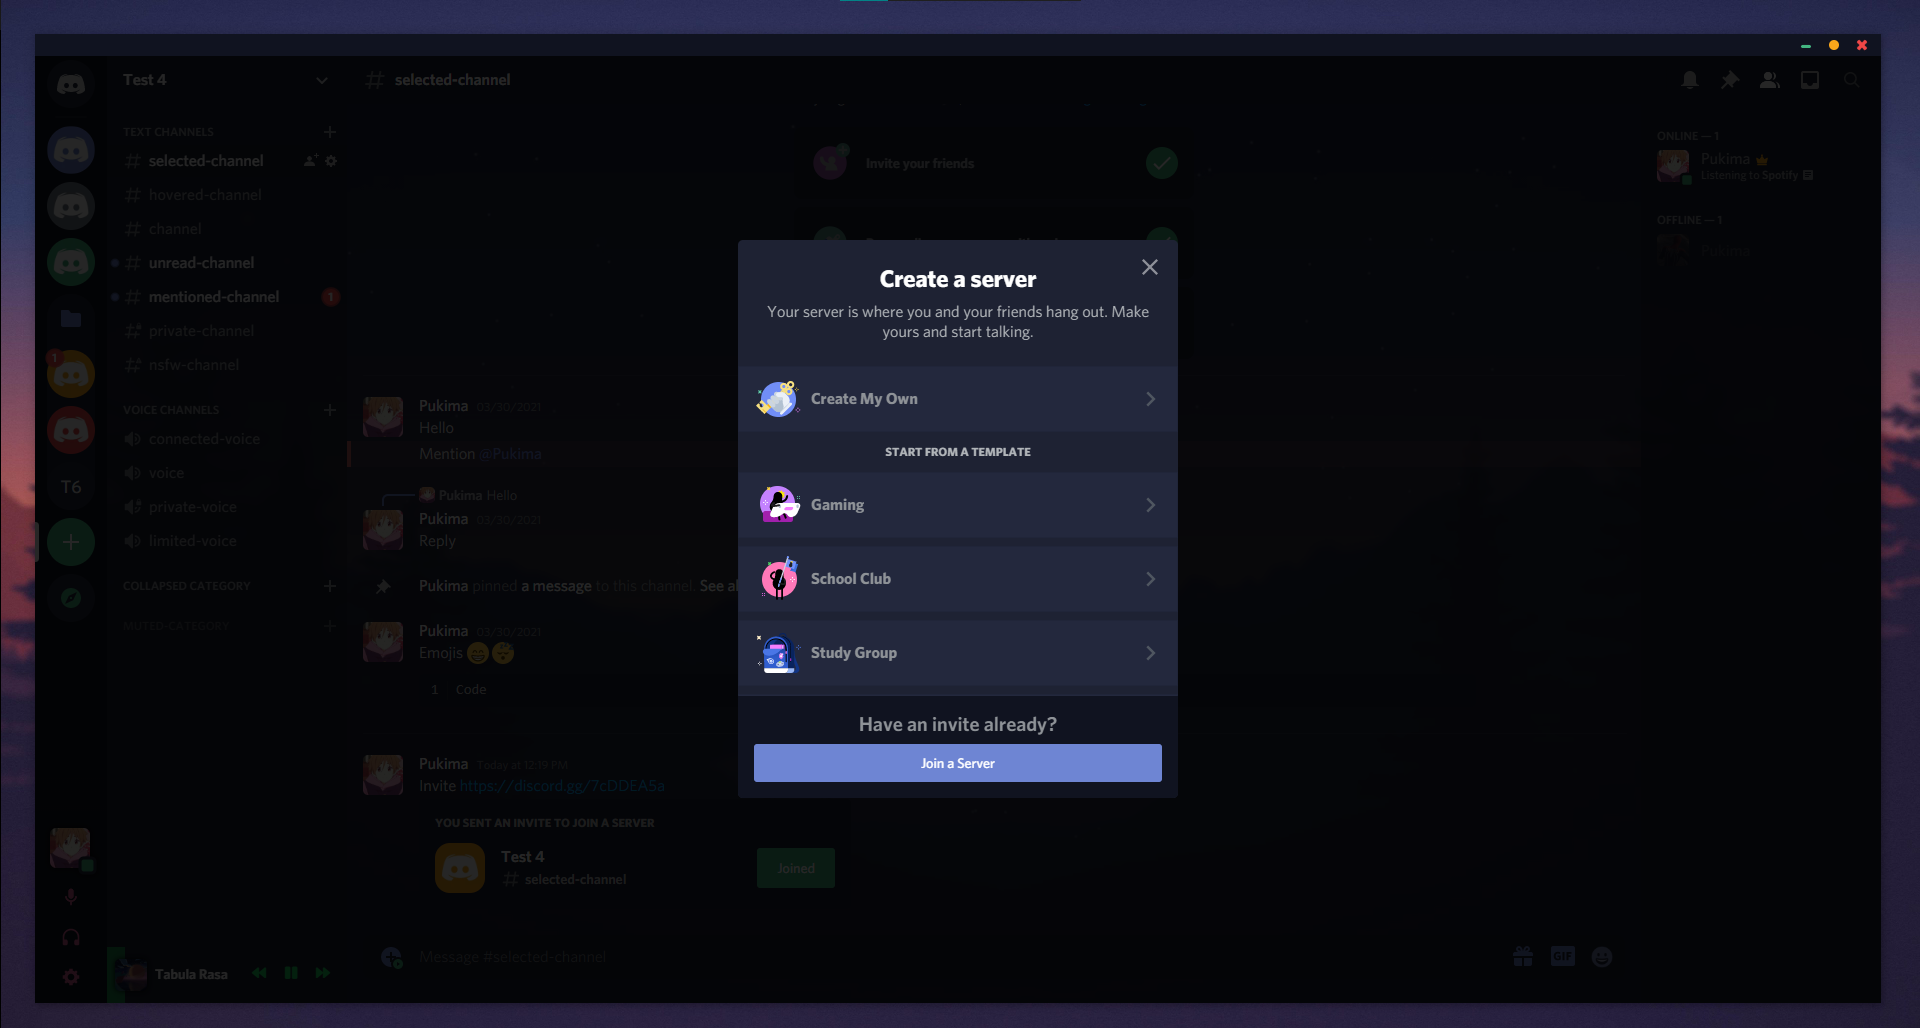 Test 4
selected-channel
TEXT CHANNELS
selected-channel
hovered-channel
channel
unread-channel
mentioned-channel
1
private-channel
nsfw-channel
1
VOICE CHANNELS
connected-voice
voice
private-voice
limited-voice
T6
COLLAPSED CATEGORY
MUTED-CATEGORY
Tabula Rasa
Invite your friends
Pukima 03/30/2021
Hello
Mention @Pukima
Pukima Hello
Pukima 03/30/2021
Reply
Pukima pinned a message to this channel. See al
Pukima 03/30/2021
Emojis
1 Code
Pukima Today at 12:19 PM
Invite https://discord.gg/7cDDEA5a
YOU SENT AN INVITE TO JOIN A SERVER
Test 4
selected-channel
Joined
Message #selected-channel
GIF
Create a server
Your server is where you and your friends hang out. Make
yours and start talking.
Create My Own
START FROM A TEMPLATE
Gaming
School Club
Study Group
Have an invite already?
Join a Server
ONLINE — 1
Pukima
Listening to Spotify
OFFLINE — 1
Pukima